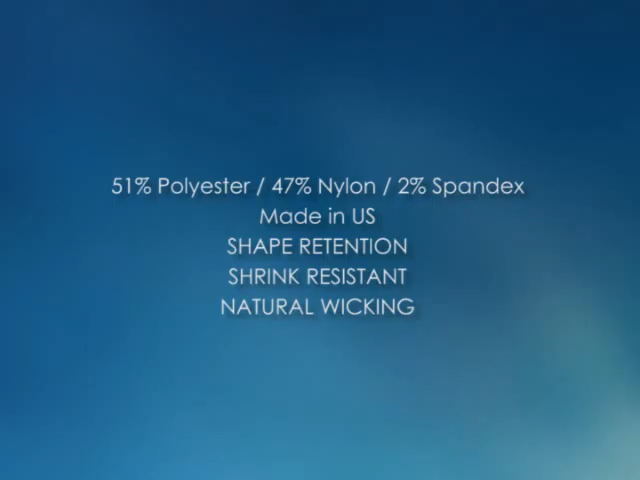 51% Polyester / 47% Nylon / 2% Spandex
Made in US
SHAPE RETENTION
SHRINK RESISTANT
NATURAL WICKING